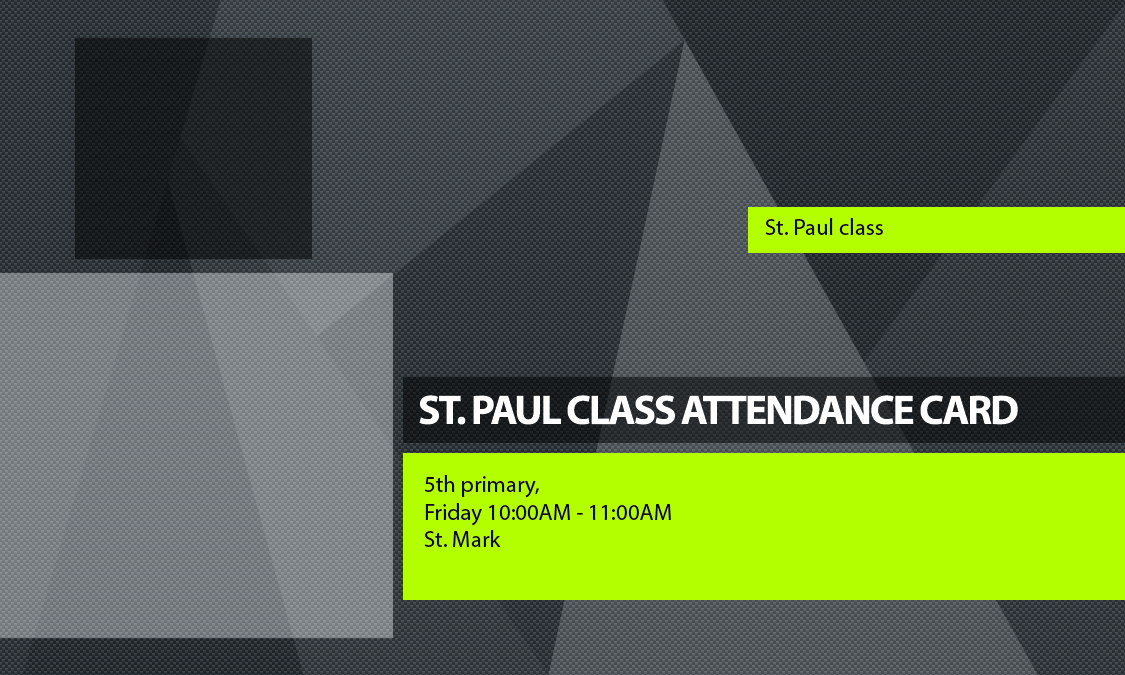 St. Paul class
ST. PAUL CLASS ATTENDANCE CARD
5th primary,
Friday 10:00AM - 11:00AM
St. Mark